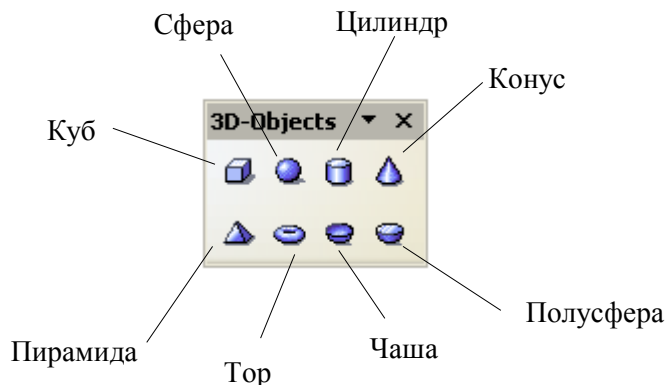 Сфера
Цилиндр
Конус
Куб
3D-Objects
Полусфера
Пирамида
Чаша
Тор